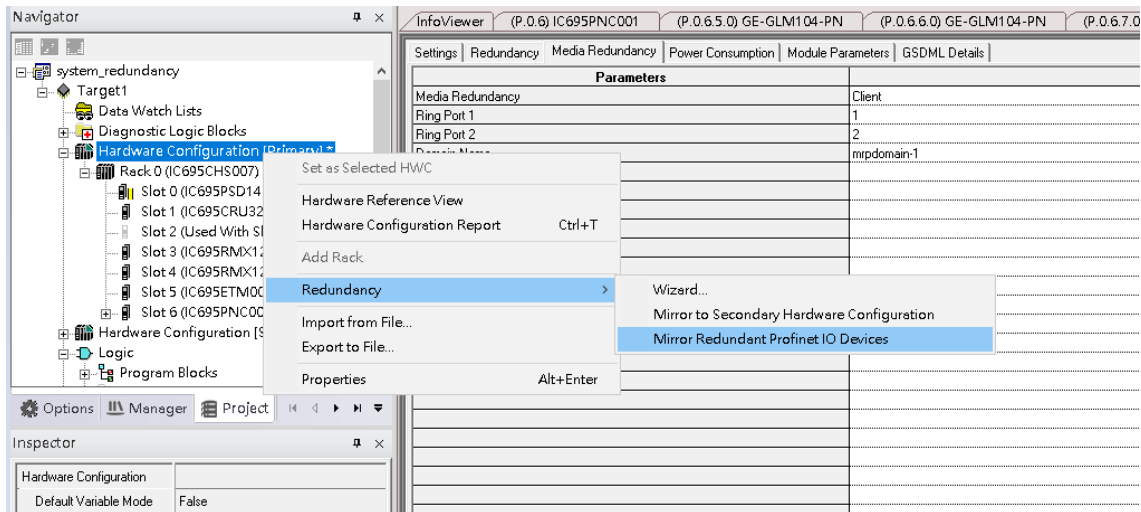 Navigator
InfoViewer
(P.0.6) IC695PNC001
(P.0.6.5.0) GE-GLM104-PN
(P.0.6.6.0) GE-GLM104-PN
(P.0.6.7.0
system_redundancy
Target1
Data Watch Lists
Diagnostic Logic Blocks
Hardware Configuration [Primary] *
Rack 0 (IC695CHS007)
Slot 0 (IC695PSD14
Slot 1 (IC695CRU32
Slot 2 (Used With Sl
Slot 3 (IC695RMX12
Slot 4 (IC695RMX12
Slot 5 (IC695ETM00
Slot 6 (IC695PNC00
Hardware Configuration [S
Logic
Program Blocks
Options
Manager
Project
Inspector
Hardware Configuration
Default Variable Mode False
Settings
Redundancy
Media Redundancy
Power Consumption
Module Parameters
GSDML Details
Parameters
Media Redundancy Client
Ring Port 1 1
Ring Port 2 2
Domain Name mrpdomain-1
Set as Selected HWC
Hardware Reference View
Hardware Configuration Report Ctrl+T
Add Rack
Redundancy >
Import from File...
Export to File...
Properties Alt+Enter
Wizard...
Mirror to Secondary Hardware Configuration
Mirror Redundant Profinet IO Devices